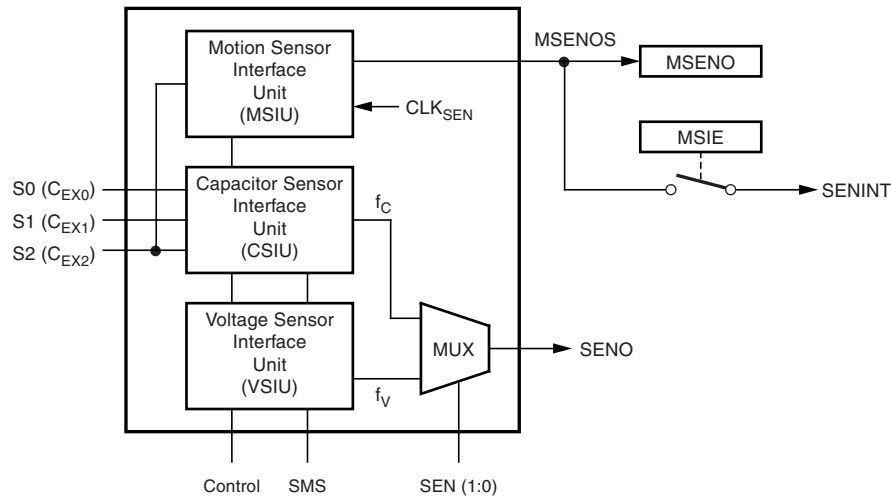 Motion Sensor
Interface
Unit
(MSIU)
MSENOS
MSENO
CLKSEN
MSIE
SENINT
S0 (CEX0)
S1 (CEX1)
S2 (CEX2)
Capacitor Sensor
Interface
Unit
(CSIU)
fC
Voltage Sensor
Interface
Unit
(VSIU)
fV
MUX
SENO
Control
SMS
SEN (1:0)